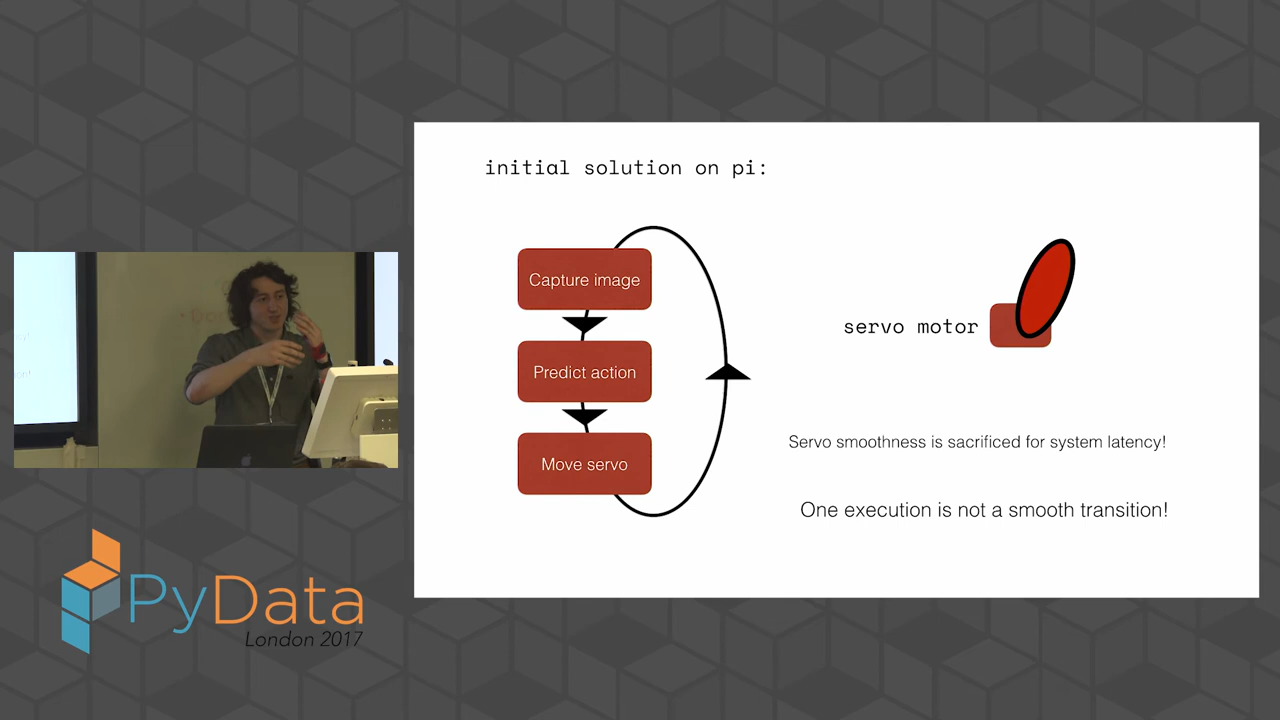 initial solution on pi:
Capture image
Predict action
Move servo
servo motor
Servo smoothness is sacrificed for system latency!
One execution is not a smooth transition!
PyData
London 2017